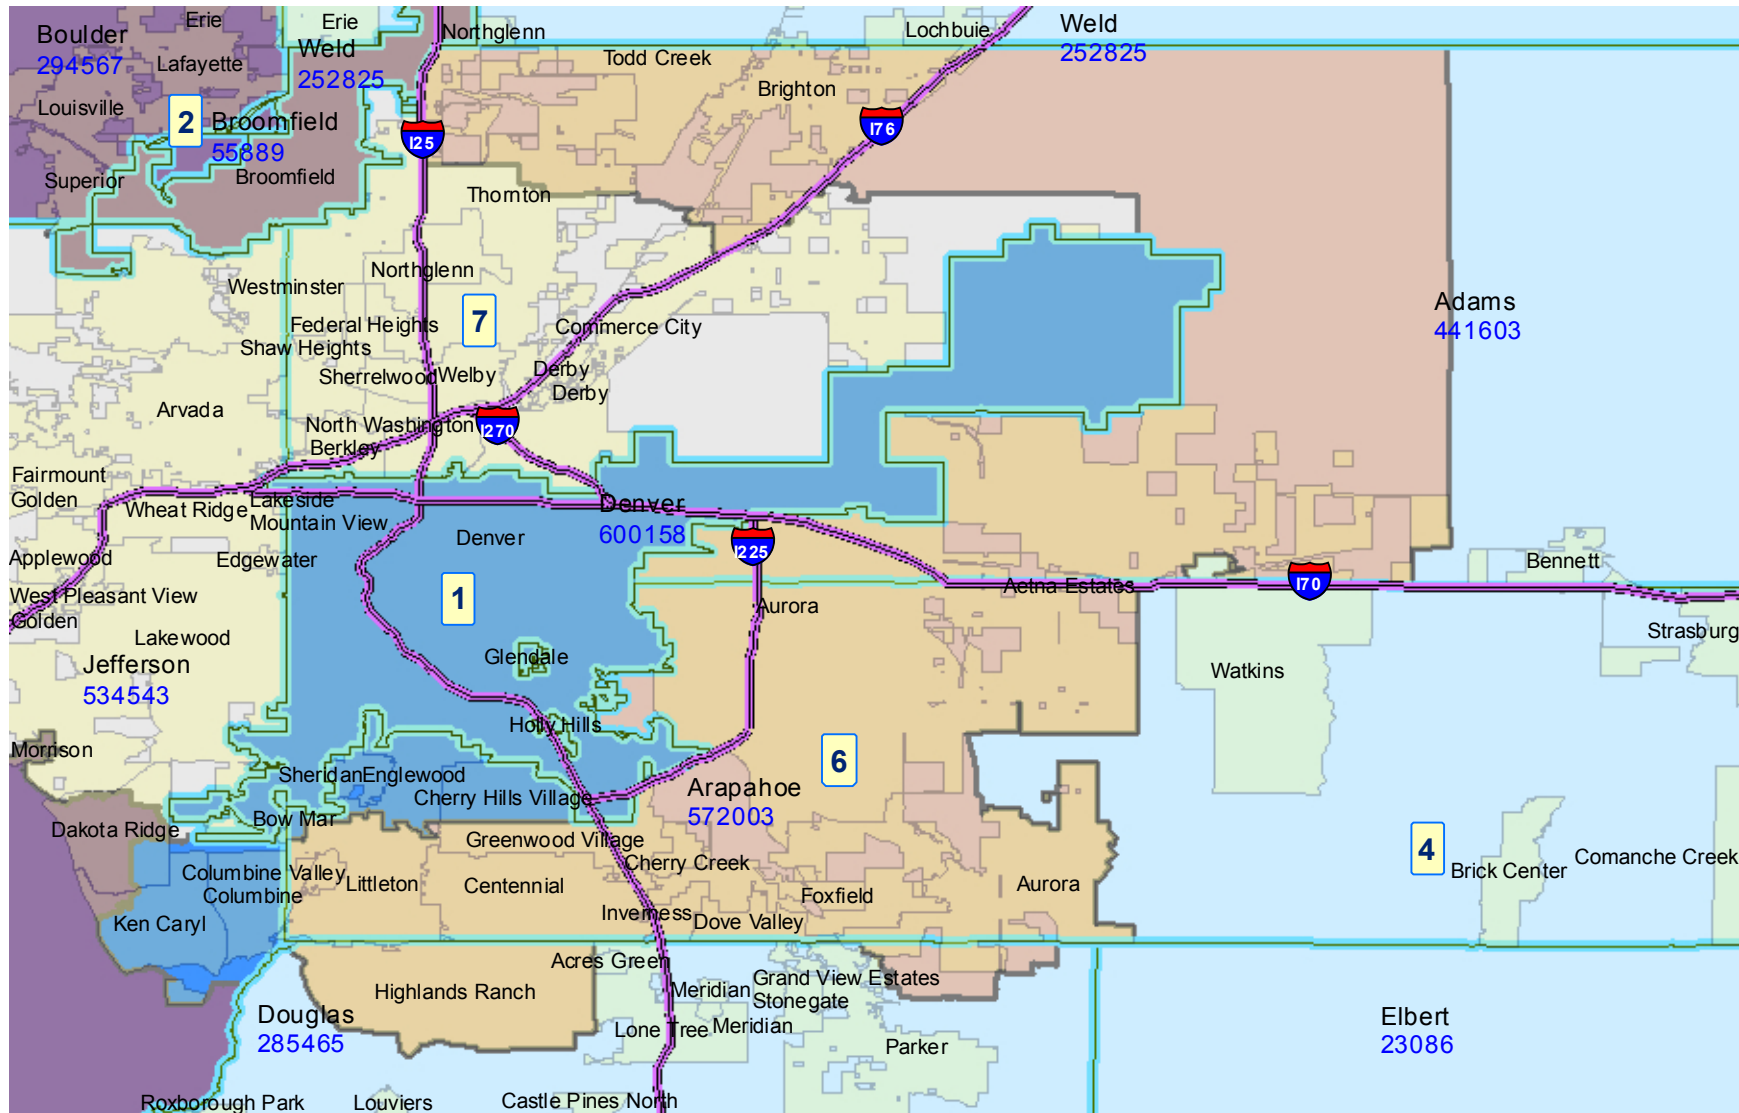 Erie
Erie
Northglenn
Lochbuie
Weld
252825
Boulder
294567
Weld
252825
Lafayette
Todd Creek
Brighton
Louisville
2
Broomfield
55889
I25
I76
Superior
Broomfield
Thornton
Northglenn
Westminster
7
Federal Heights
Shaw Heights
Commerce City
Adams
441603
Sherrelwood
Welby
Derby
Derby
Arvada
North Washington
Berkley
I270
Fairmount
Golden
Wheat Ridge
Lakeside
Mountain View
Denver
600158
Denver
Applewood
Edgewater
I225
Bennett
West Pleasant View
Golden
1
Aurora
Aetna Estates
I70
Lakewood
Strasburg
Jefferson
534543
Glendale
Watkins
Holly Hills
Morrison
6
Sheridan
Englewood
Cherry Hills Village
Arapahoe
572003
Dakota Ridge
Bow Mar
Greenwood Village
4
Cherry Creek
Comanche Creek
Columbine Valley
Columbine
Littleton
Centennial
Foxfield
Aurora
Brick Center
Ken Caryl
Inverness
Dove Valley
Acres Green
Highlands Ranch
Meridian
Grand View Estates
Stonegate
Douglas
285465
Lone Tree
Meridian
Parker
Elbert
23086
Roxborough Park
Louviers
Castle Pines North